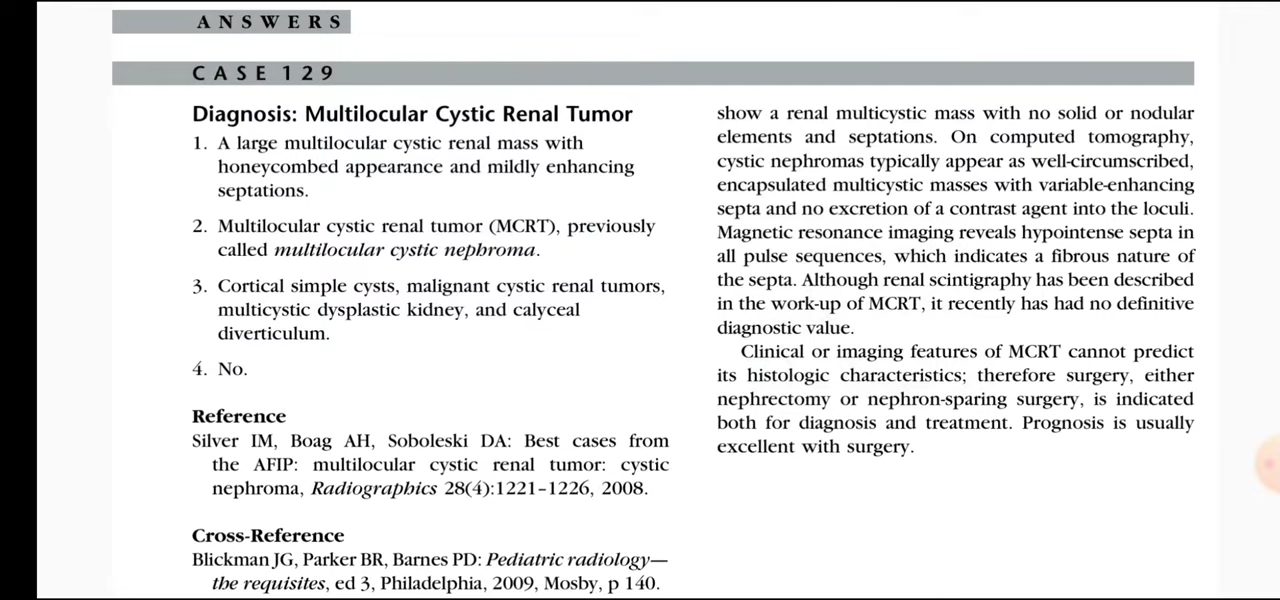 ANSWERS
CASE 129
Diagnosis: Multilocular Cystic Renal Tumor
1. A large multilocular cystic renal mass with
honeycombed appearance and mildly enhancing
septations.
2. Multilocular cystic renal tumor (MCRT), previously
called multilocular cystic nephroma.
3. Cortical simple cysts, malignant cystic renal tumors,
multicystic dysplastic kidney, and calyceal
diverticulum.
4. No.
Reference
Silver IM, Boag AH, Soboleski DA: Best cases from
the AFIP: multilocular cystic renal tumor: cystic
nephroma, Radiographics 28(4):1221–1226, 2008.
Cross-Reference
Blickman JG, Parker BR, Barnes PD: Pediatric radiology—
the requisites, ed 3, Philadelphia, 2009, Mosby, p 140.
show a renal multicystic mass with no solid or nodular
elements and septations. On computed tomography,
cystic nephromas typically appear as well-circumscribed,
encapsulated multicystic masses with variable-enhancing
septa and no excretion of a contrast agent into the loculi.
Magnetic resonance imaging reveals hypointense septa in
all pulse sequences, which indicates a fibrous nature of
the septa. Although renal scintigraphy has been described
in the work-up of MCRT, it recently has had no definitive
diagnostic value.
Clinical or imaging features of MCRT cannot predict
its histologic characteristics; therefore surgery, either
nephrectomy or nephron-sparing surgery, is indicated
both for diagnosis and treatment. Prognosis is usually
excellent with surgery.